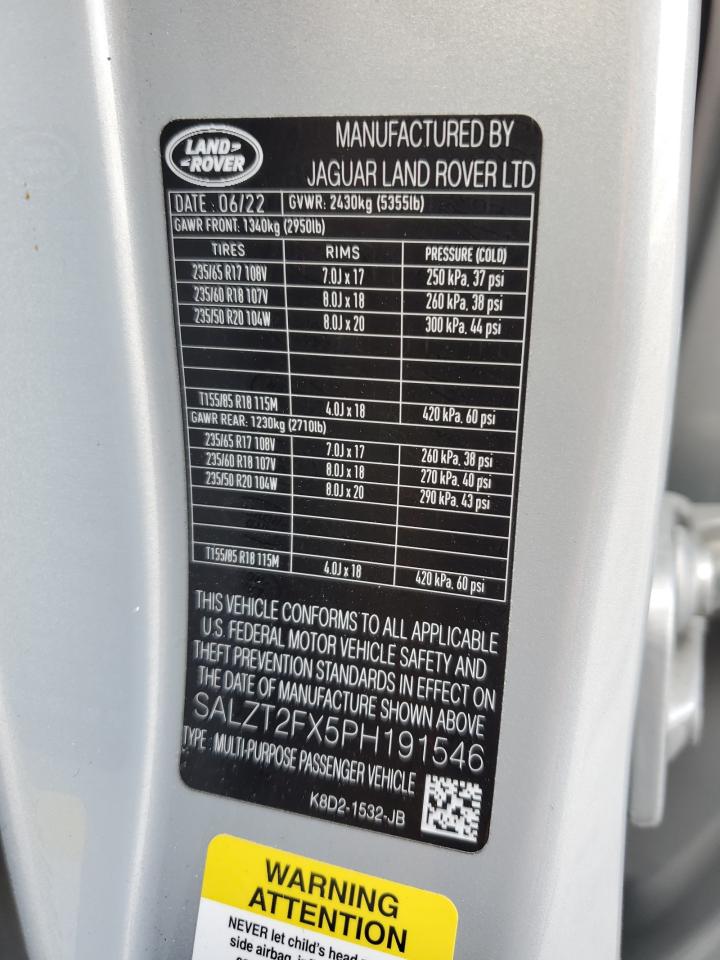 LAND ROVER
MANUFACTURED BY
JAGUAR LAND ROVER LTD
DATE : 06/22 GVWR: 2430kg (5355lb)
GAWR FRONT: 1340kg (2950lb)
TIRES RIMS PRESSURE (COLD)
235/65 R17 108V 7.0J x 17 250 kPa, 37 psi
235/60 R18 107V 8.0J x 18 260 kPa, 38 psi
235/50 R20 104W 8.0J x 20 300 kPa, 44 psi
T155/85 R18 115M 4.0J x 18 420 kPa, 60 psi
GAWR REAR: 1230kg (2710lb)
235/65 R17 108V 7.0J x 17 260 kPa, 38 psi
235/60 R18 107V 8.0J x 18 270 kPa, 40 psi
235/50 R20 104W 8.0J x 20 290 kPa, 43 psi
T155/85 R18 115M 4.0J x 18 420 kPa, 60 psi
THIS VEHICLE CONFORMS TO ALL APPLICABLE
U.S. FEDERAL MOTOR VEHICLE SAFETY AND
THEFT PREVENTION STANDARDS IN EFFECT ON
THE DATE OF MANUFACTURE SHOWN ABOVE
SALZT2FX5PH191546
TYPE : MULTI-PURPOSE PASSENGER VEHICLE
K8D2-1532-JB
WARNING
ATTENTION
NEVER let child's head
side airbag,